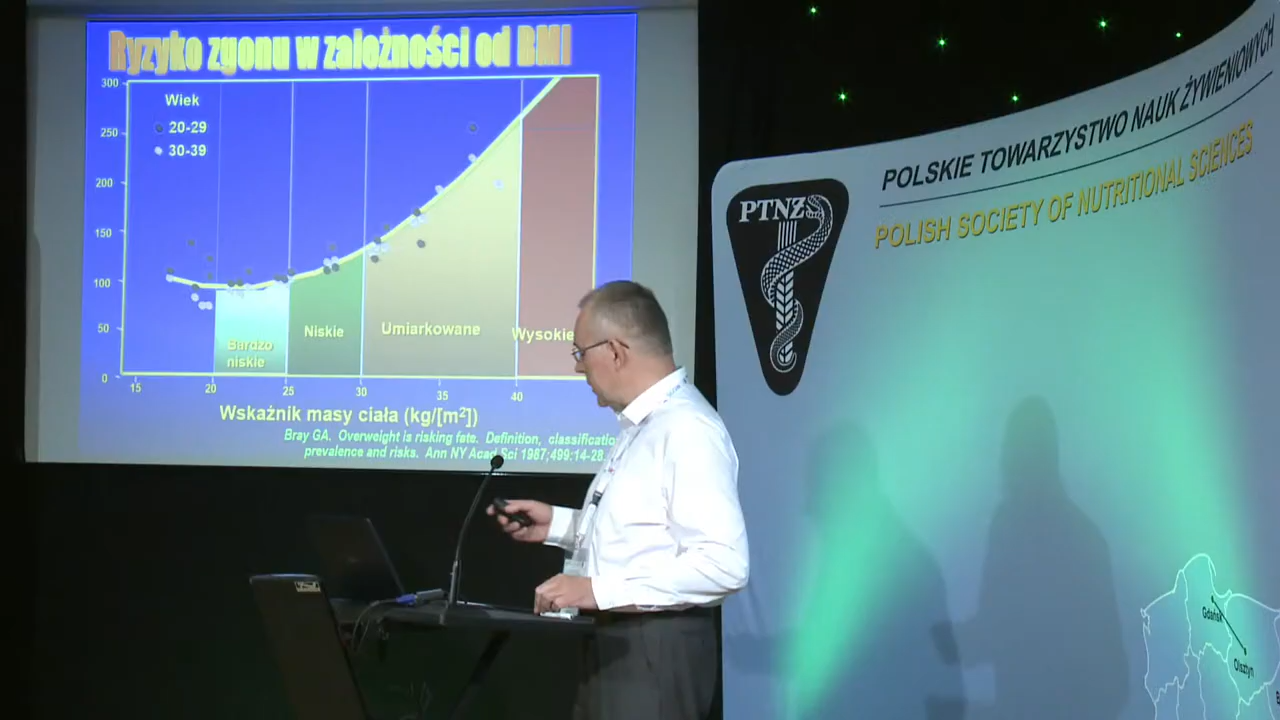 Ryzyko zgonu w zależności od BMI
300
250
200
150
100
50
0
Wiek
20-29
30-39
Bardzo
niskie
Niskie
Umiarkowane
Wysokie
15
20
25
30
35
40
Wskaźnik masy ciała (kg/[m²])
Bray GA. Overweight is risking fate. Definition, classificatio
prevalence and risks. Ann NY Acad Sci 1987;499:14-28.
POLSKIE TOWARZYSTWO NAUK ŻYWIENIOWYCH
POLISH SOCIETY OF NUTRITIONAL SCIENCES
PTNŻ
Gdańsk
Olsztyn
B